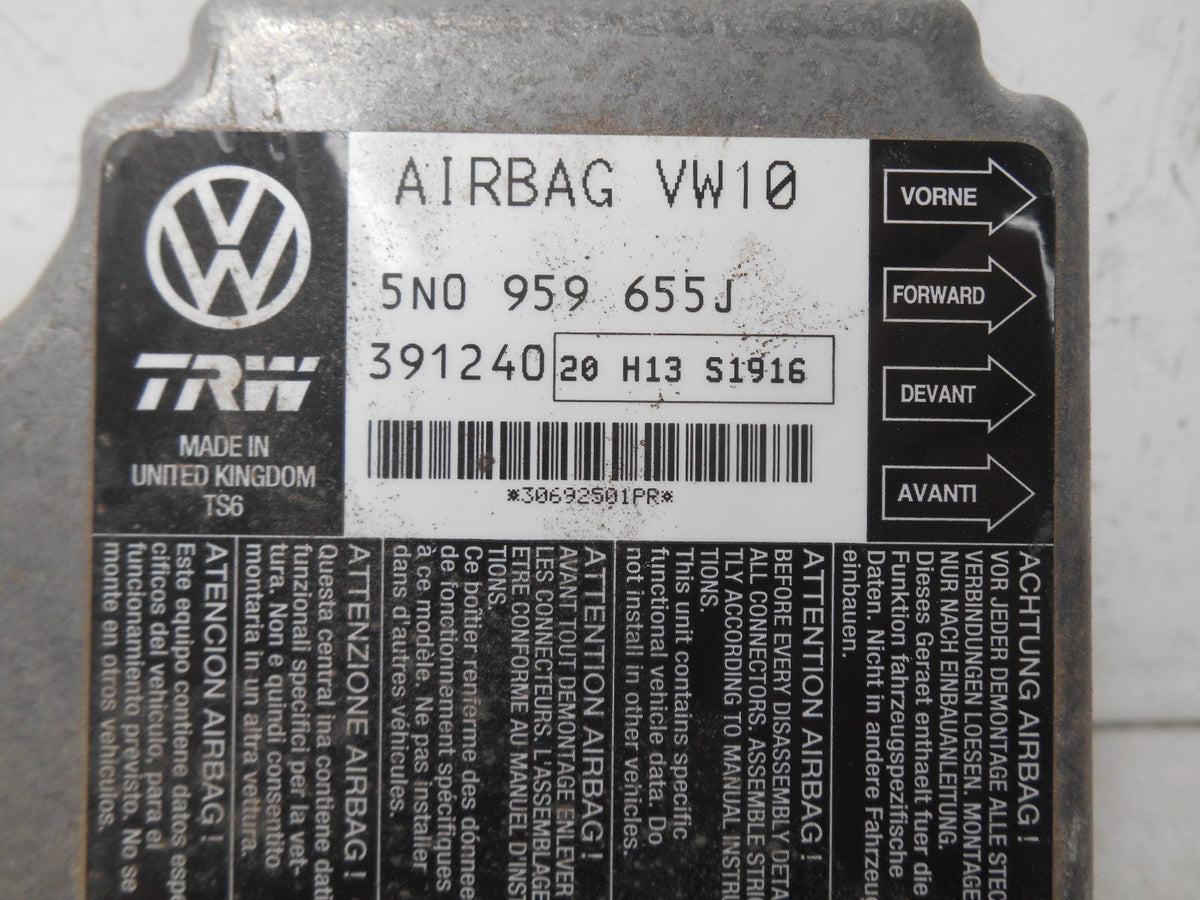 AIRBAG VW10
5N0 959 655J
391240 20 H13 S1916
*30692501PR*
TRW
MADE IN
UNITED KINGDOM
TS6
VORNE
FORWARD
DEVANT
AVANTI
ACHTUNG AIRBAG!
VOR JEDER DEMONTAGE ALLE STEC
VERBINDUNGEN LOESEN. MONTAGE
NUR NACH EINBAUANLEITUNG.
Dieses Geraet enthaelt fuer die
Funktion fahrzeugspezifische
Daten. Nicht in andere Fahrzeug
einbauen.
ATTENTION AIRBAG!
BEFORE EVERY DISASSEMBLY DETA
ALL CONNECTORS. ASSEMBLE STRIC
TLY ACCORDING TO MANUAL INSTRU
TIONS.
This unit contains specific
functional vehicle data. Do
not install in other vehicles.
ATTENTION AIRBAG!
AVANT TOUT DEMONTAGE ENLEVER
LES CONNECTEURS. L'ASSEMBLAGE
ETRE CONFORME AU MANUEL D'INST
TIONS.
Ce boîtier renferme des donnee
de fonctionnement spécifiques
à ce modèle. Ne pas installer
dans d'autres véhicules.
ATTENZIONE AIRBAG!
Questa central ina contiene dati
funzionali specifici per la vet-
tura. Non e quindi consentito
montaria in un altra vettura.
ATENCION AIRBAG!
Este equipo contiene datos espe
cificos del vehiculo, para el
funcionamiento previsto. No se
monte en otros vehiculos.